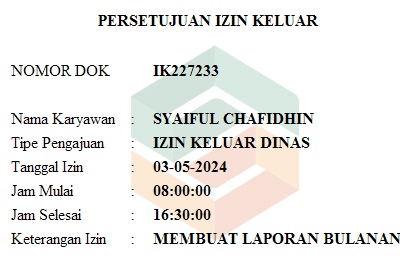 PERSETUJUAN IZIN KELUAR
NOMOR DOK IK227233
Nama Karyawan : SYAIFUL CHAFIDHIN
Tipe Pengajuan : IZIN KELUAR DINAS
Tanggal Izin : 03-05-2024
Jam Mulai : 08:00:00
Jam Selesai : 16:30:00
Keterangan Izin : MEMBUAT LAPORAN BULANAN